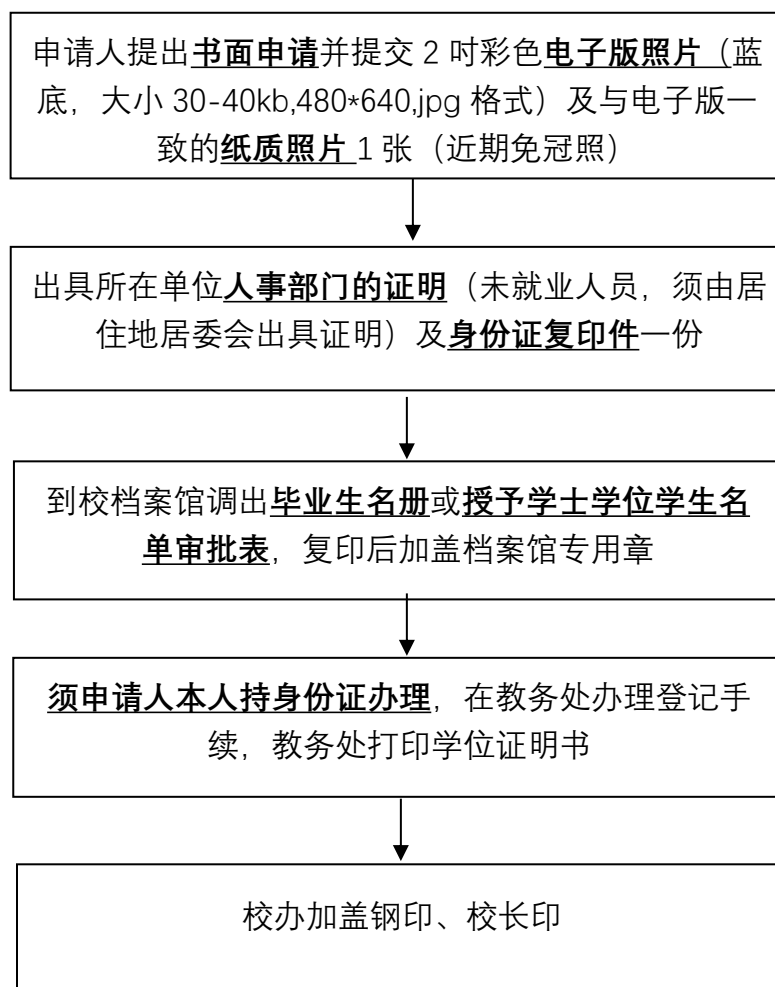 申请人提出书面申请并提交 2 吋彩色电子版照片（蓝
底，大小 30-40kb,480*640,jpg 格式）及与电子版一
致的纸质照片 1 张（近期免冠照）
出具所在单位人事部门的证明（未就业人员，须由居
住地居委会出具证明）及身份证复印件一份
到校档案馆调出毕业生名册或授予学士学位学生名
单审批表，复印后加盖档案馆专用章
须申请人本人持身份证办理，在教务处办理登记手
续，教务处打印学位证明书
校办加盖钢印、校长印